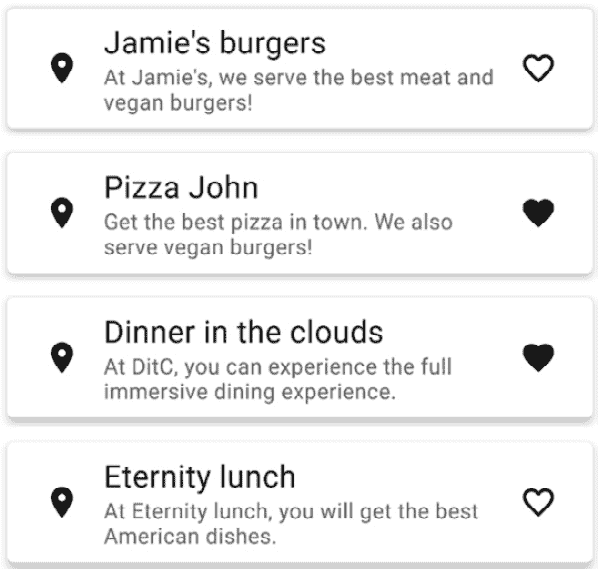 Jamie's burgers
At Jamie's, we serve the best meat and
vegan burgers!
Pizza John
Get the best pizza in town. We also
serve vegan burgers!
Dinner in the clouds
At DitC, you can experience the full
immersive dining experience.
Eternity lunch
At Eternity lunch, you will get the best
American dishes.